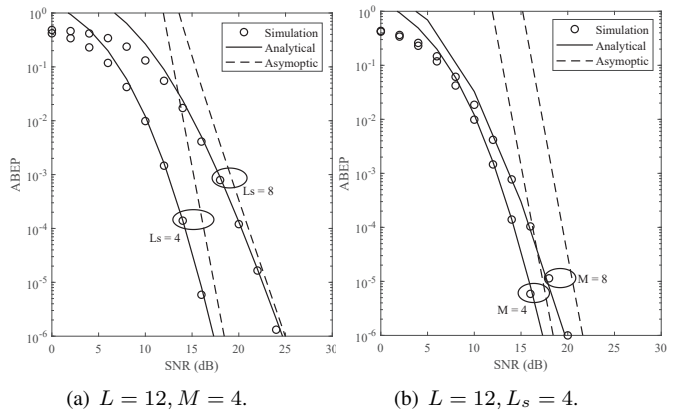 10^0
10^-1
10^-2
10^-3
10^-4
10^-5
10^-6
ABEP
0
5
10
15
20
25
30
SNR (dB)
Simulation
Analytical
Asymoptic
Ls = 8
Ls = 4
(a) L = 12, M = 4.
10^0
10^-1
10^-2
10^-3
10^-4
10^-5
10^-6
ABEP
0
5
10
15
20
25
30
SNR (dB)
Simulation
Analytical
Asymoptic
M = 8
M = 4
(b) L = 12, L_s = 4.